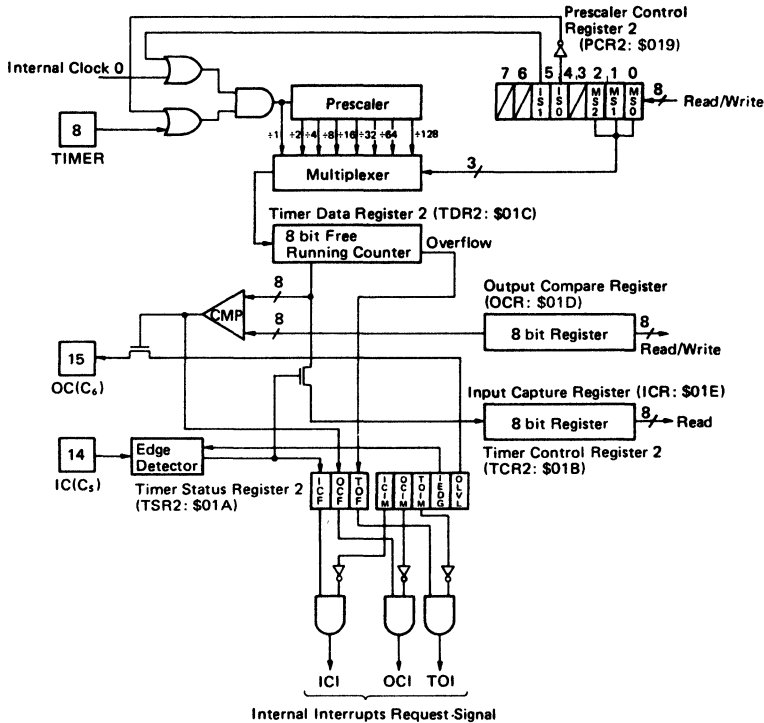 Prescaler Control
Register 2
(PCR2: $019)
Internal Clock 0
7 6 5 4 3 2 1 0
IS1
IS0
MS2
MS1
MS0
8
Read/Write
8
TIMER
Prescaler
÷1 ÷2 ÷4 ÷8 ÷16 ÷32 ÷64 ÷128
Multiplexer
3
Timer Data Register 2 (TDR2: $01C)
8 bit Free
Running Counter
Overflow
Output Compare Register
(OCR: $01D)
8
8
CMP
8 bit Register
8
Read/Write
15
OC(C₆)
Input Capture Register (ICR: $01E)
8 bit Register
8
Read
Timer Control Register 2
(TCR2: $01B)
14
IC(C₅)
Edge
Detector
Timer Status Register 2
(TSR2: $01A)
ICF
OCF
TOF
ICIM
OCIM
TOIM
IEDG
OLVL
ICI OCI TOI
Internal Interrupts Request Signal